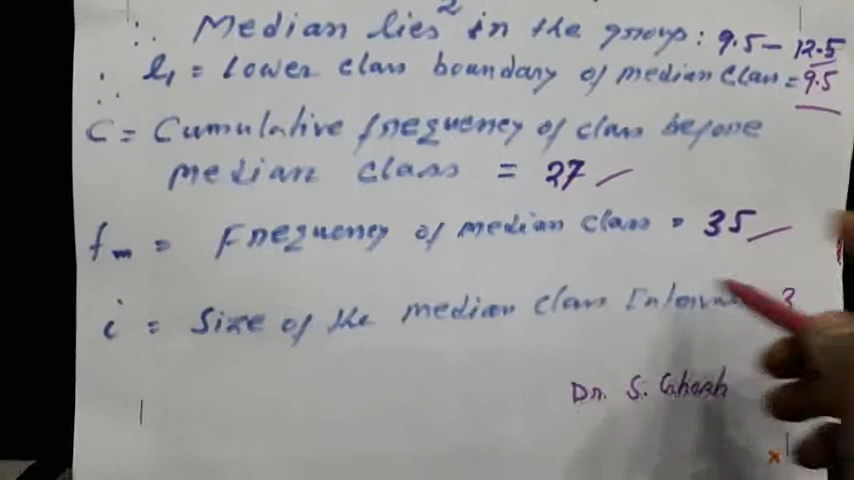 2
∴ Median lies in the group: 9.5 – 12.5
∴ l₁ = Lower class boundary of median class = 9.5
C = Cumulative frequency of class before
median class = 27
fm = Frequency of median class = 35
i = Size of the median class Interval 3
Dr. S. Ghosh
x